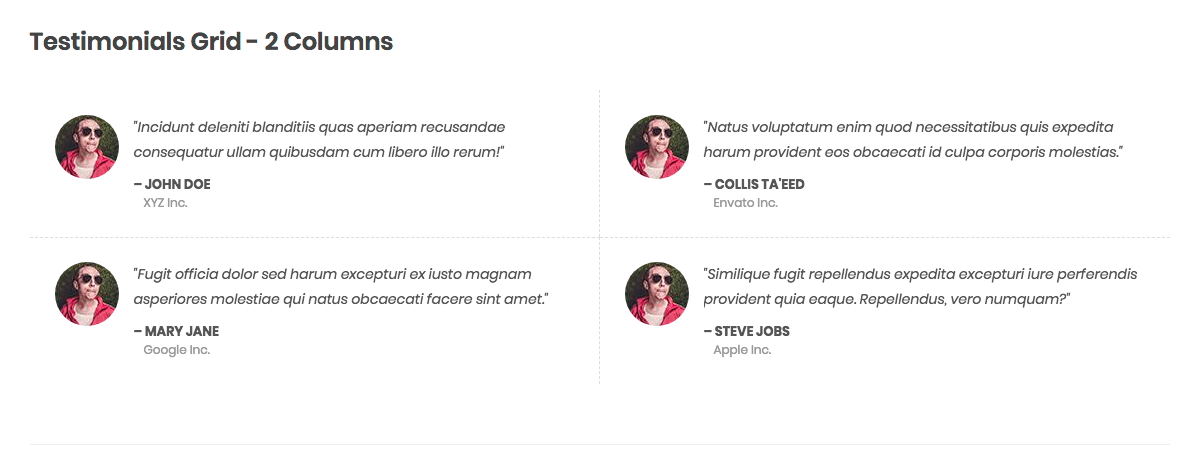 Testimonials Grid - 2 Columns
"Incidunt deleniti blanditiis quas aperiam recusandae
consequatur ullam quibusdam cum libero illo rerum!"
– JOHN DOE
XYZ Inc.
"Natus voluptatum enim quod necessitatibus quis expedita
harum provident eos obcaecati id culpa corporis molestias."
– COLLIS TA'EED
Envato Inc.
"Fugit officia dolor sed harum excepturi ex iusto magnam
asperiores molestiae qui natus obcaecati facere sint amet."
– MARY JANE
Google Inc.
"Similique fugit repellendus expedita excepturi iure perferendis
provident quia eaque. Repellendus, vero numquam?"
– STEVE JOBS
Apple Inc.